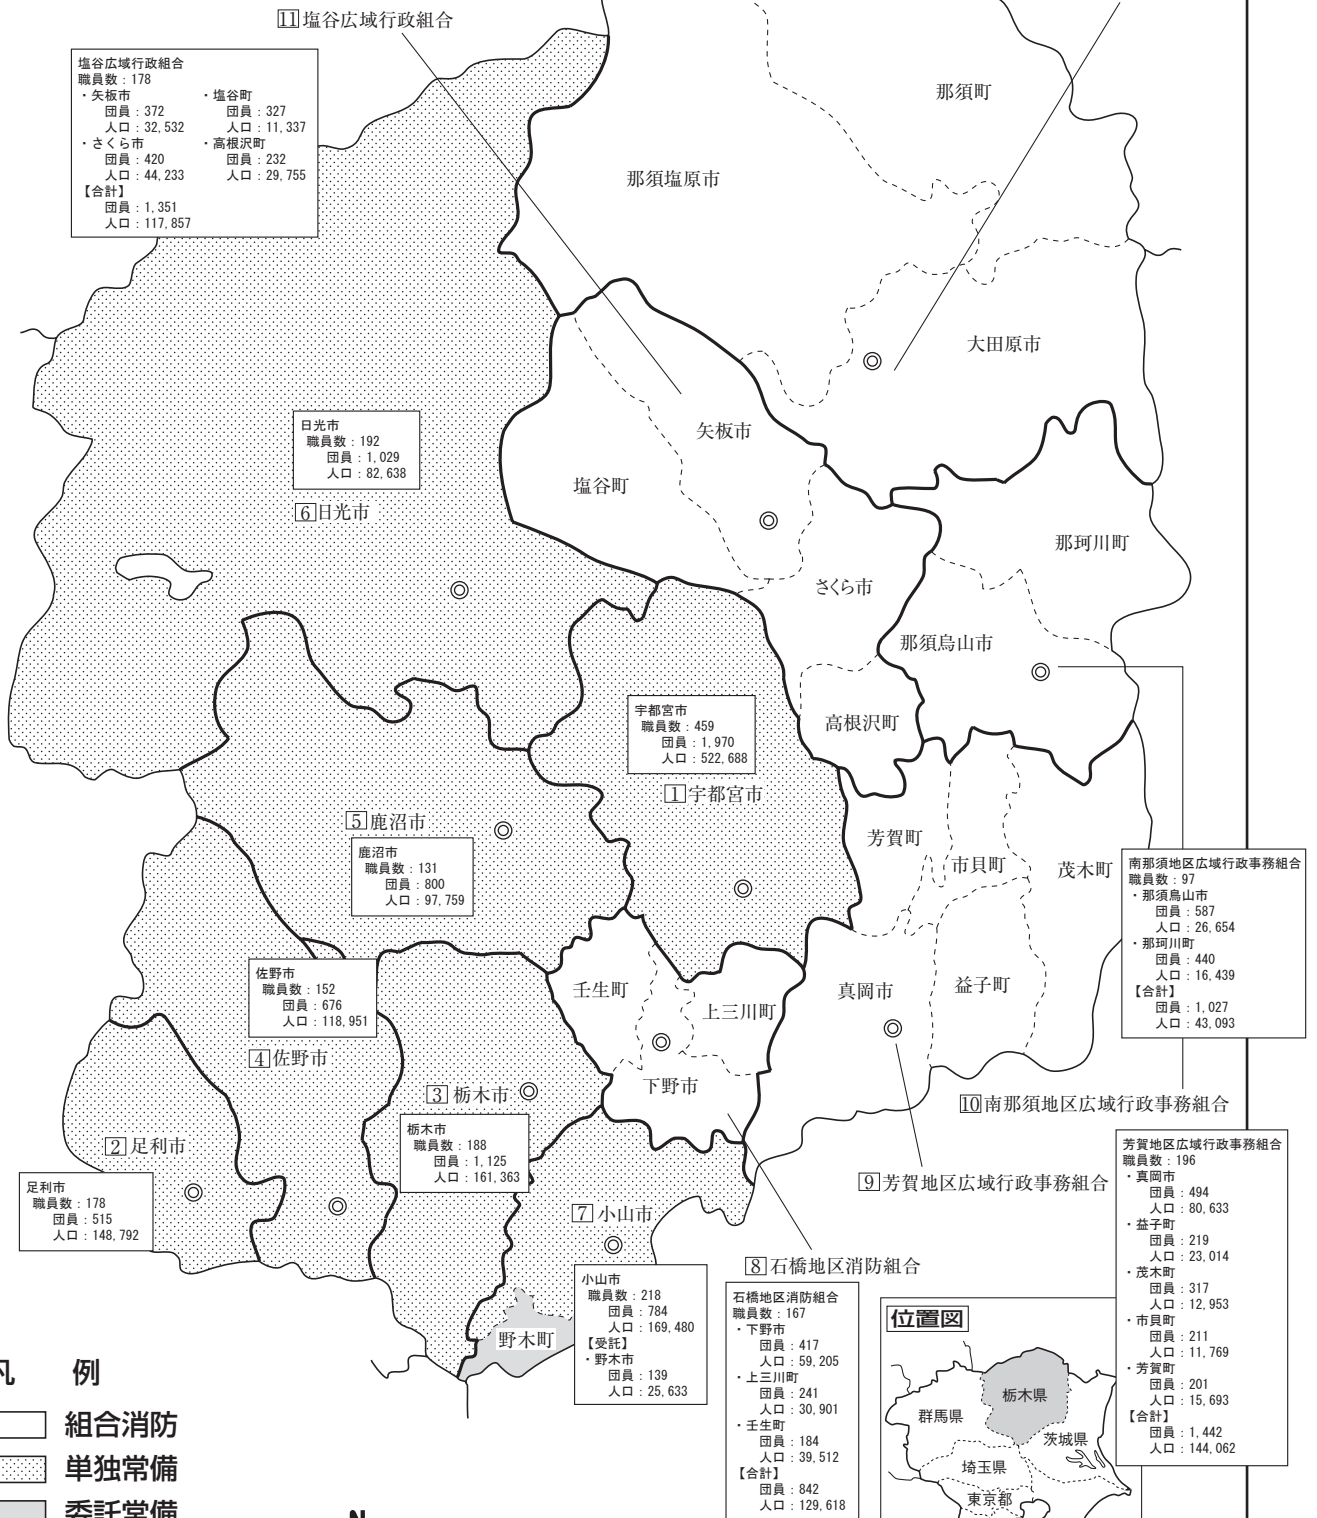 11 塩谷広域行政組合
塩谷広域行政組合
職員数：178
・矢板市
団員：372
人口：32,532
・塩谷町
団員：327
人口：11,337
・さくら市
団員：420
人口：44,233
・高根沢町
団員：232
人口：29,755
【合計】
団員：1,351
人口：117,857
那須町
那須塩原市
大田原市
矢板市
塩谷町
日光市
職員数：192
団員：1,029
人口：82,638
6 日光市
那珂川町
さくら市
那須烏山市
高根沢町
宇都宮市
職員数：459
団員：1,970
人口：522,688
1 宇都宮市
5 鹿沼市
鹿沼市
職員数：131
団員：800
人口：97,759
芳賀町
市貝町
茂木町
南那須地区広域行政事務組合
職員数：97
・那須烏山市
団員：587
人口：26,654
・那珂川町
団員：440
人口：16,439
【合計】
団員：1,027
人口：43,093
佐野市
職員数：152
団員：676
人口：118,951
4 佐野市
壬生町
上三川町
真岡市
益子町
下野市
3 栃木市
栃木市
職員数：188
団員：1,125
人口：161,363
10 南那須地区広域行政事務組合
2 足利市
足利市
職員数：178
団員：515
人口：148,792
9 芳賀地区広域行政事務組合
芳賀地区広域行政事務組合
職員数：196
・真岡市
団員：494
人口：80,633
・益子町
団員：219
人口：23,014
・茂木町
団員：317
人口：12,953
・市貝町
団員：211
人口：11,769
・芳賀町
団員：201
人口：15,693
【合計】
団員：1,442
人口：144,062
7 小山市
小山市
職員数：218
団員：784
人口：169,480
【受託】
・野木市
団員：139
人口：25,633
野木町
8 石橋地区消防組合
石橋地区消防組合
職員数：167
・下野市
団員：417
人口：59,205
・上三川町
団員：241
人口：30,901
・壬生町
団員：184
人口：39,512
【合計】
団員：842
人口：129,618
位置図
栃木県
群馬県
茨城県
埼玉県
東京都
凡 例
組合消防
単独常備
委託常備
N